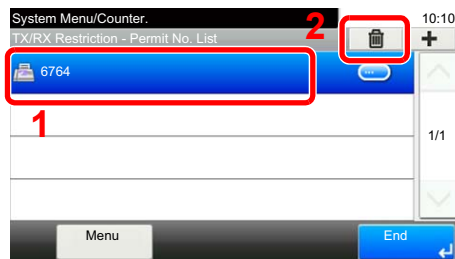 System Menu/Counter.
2
10:10
TX/RX Restriction - Permit No. List
6764
1
1/1
Menu
End